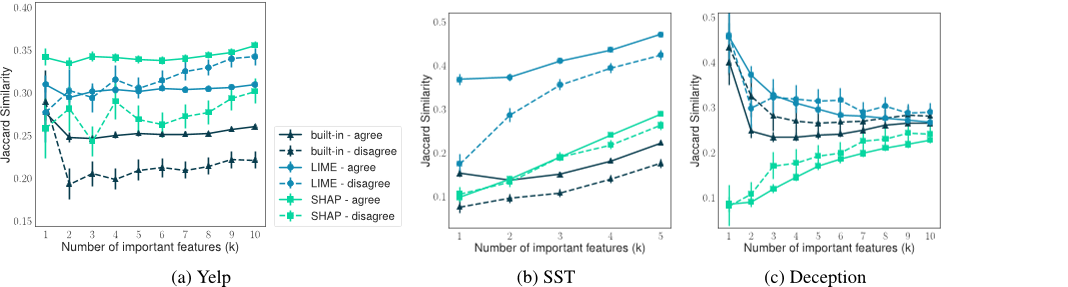 0.40
0.35
0.30
0.25
0.20
0.15
Jaccard Similarity
1 2 3 4 5 6 7 8 9 10
Number of important features (k)
built-in - agree
built-in - disagree
LIME - agree
LIME - disagree
SHAP - agree
SHAP - disagree
(a) Yelp
0.5
0.4
0.3
0.2
0.1
Jaccard Similarity
1 2 3 4 5
Number of important features (k)
(b) SST
0.5
0.4
0.3
0.2
0.1
Jaccard Similarity
1 2 3 4 5 6 7 8 9 10
Number of important features (k)
(c) Deception